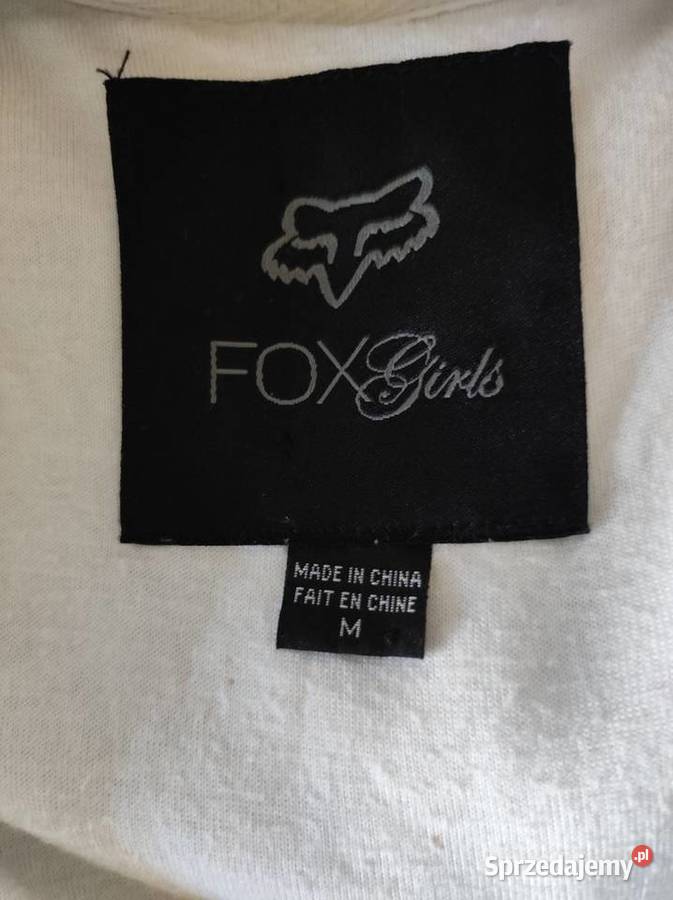 FOX Girls
MADE IN CHINA
FAIT EN CHINE
M
Sprzedajemy.pl